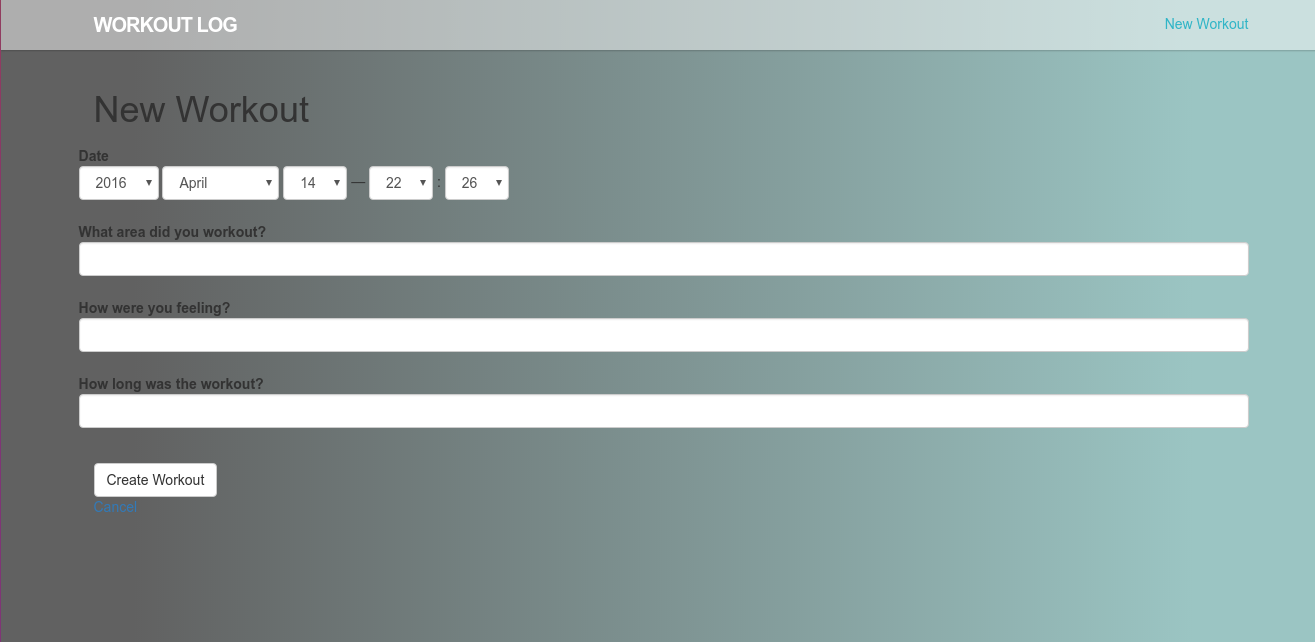 WORKOUT LOG New Workout
New Workout
Date
2016 April 14 — 22 : 26
What area did you workout?
How were you feeling?
How long was the workout?
Create Workout
Cancel